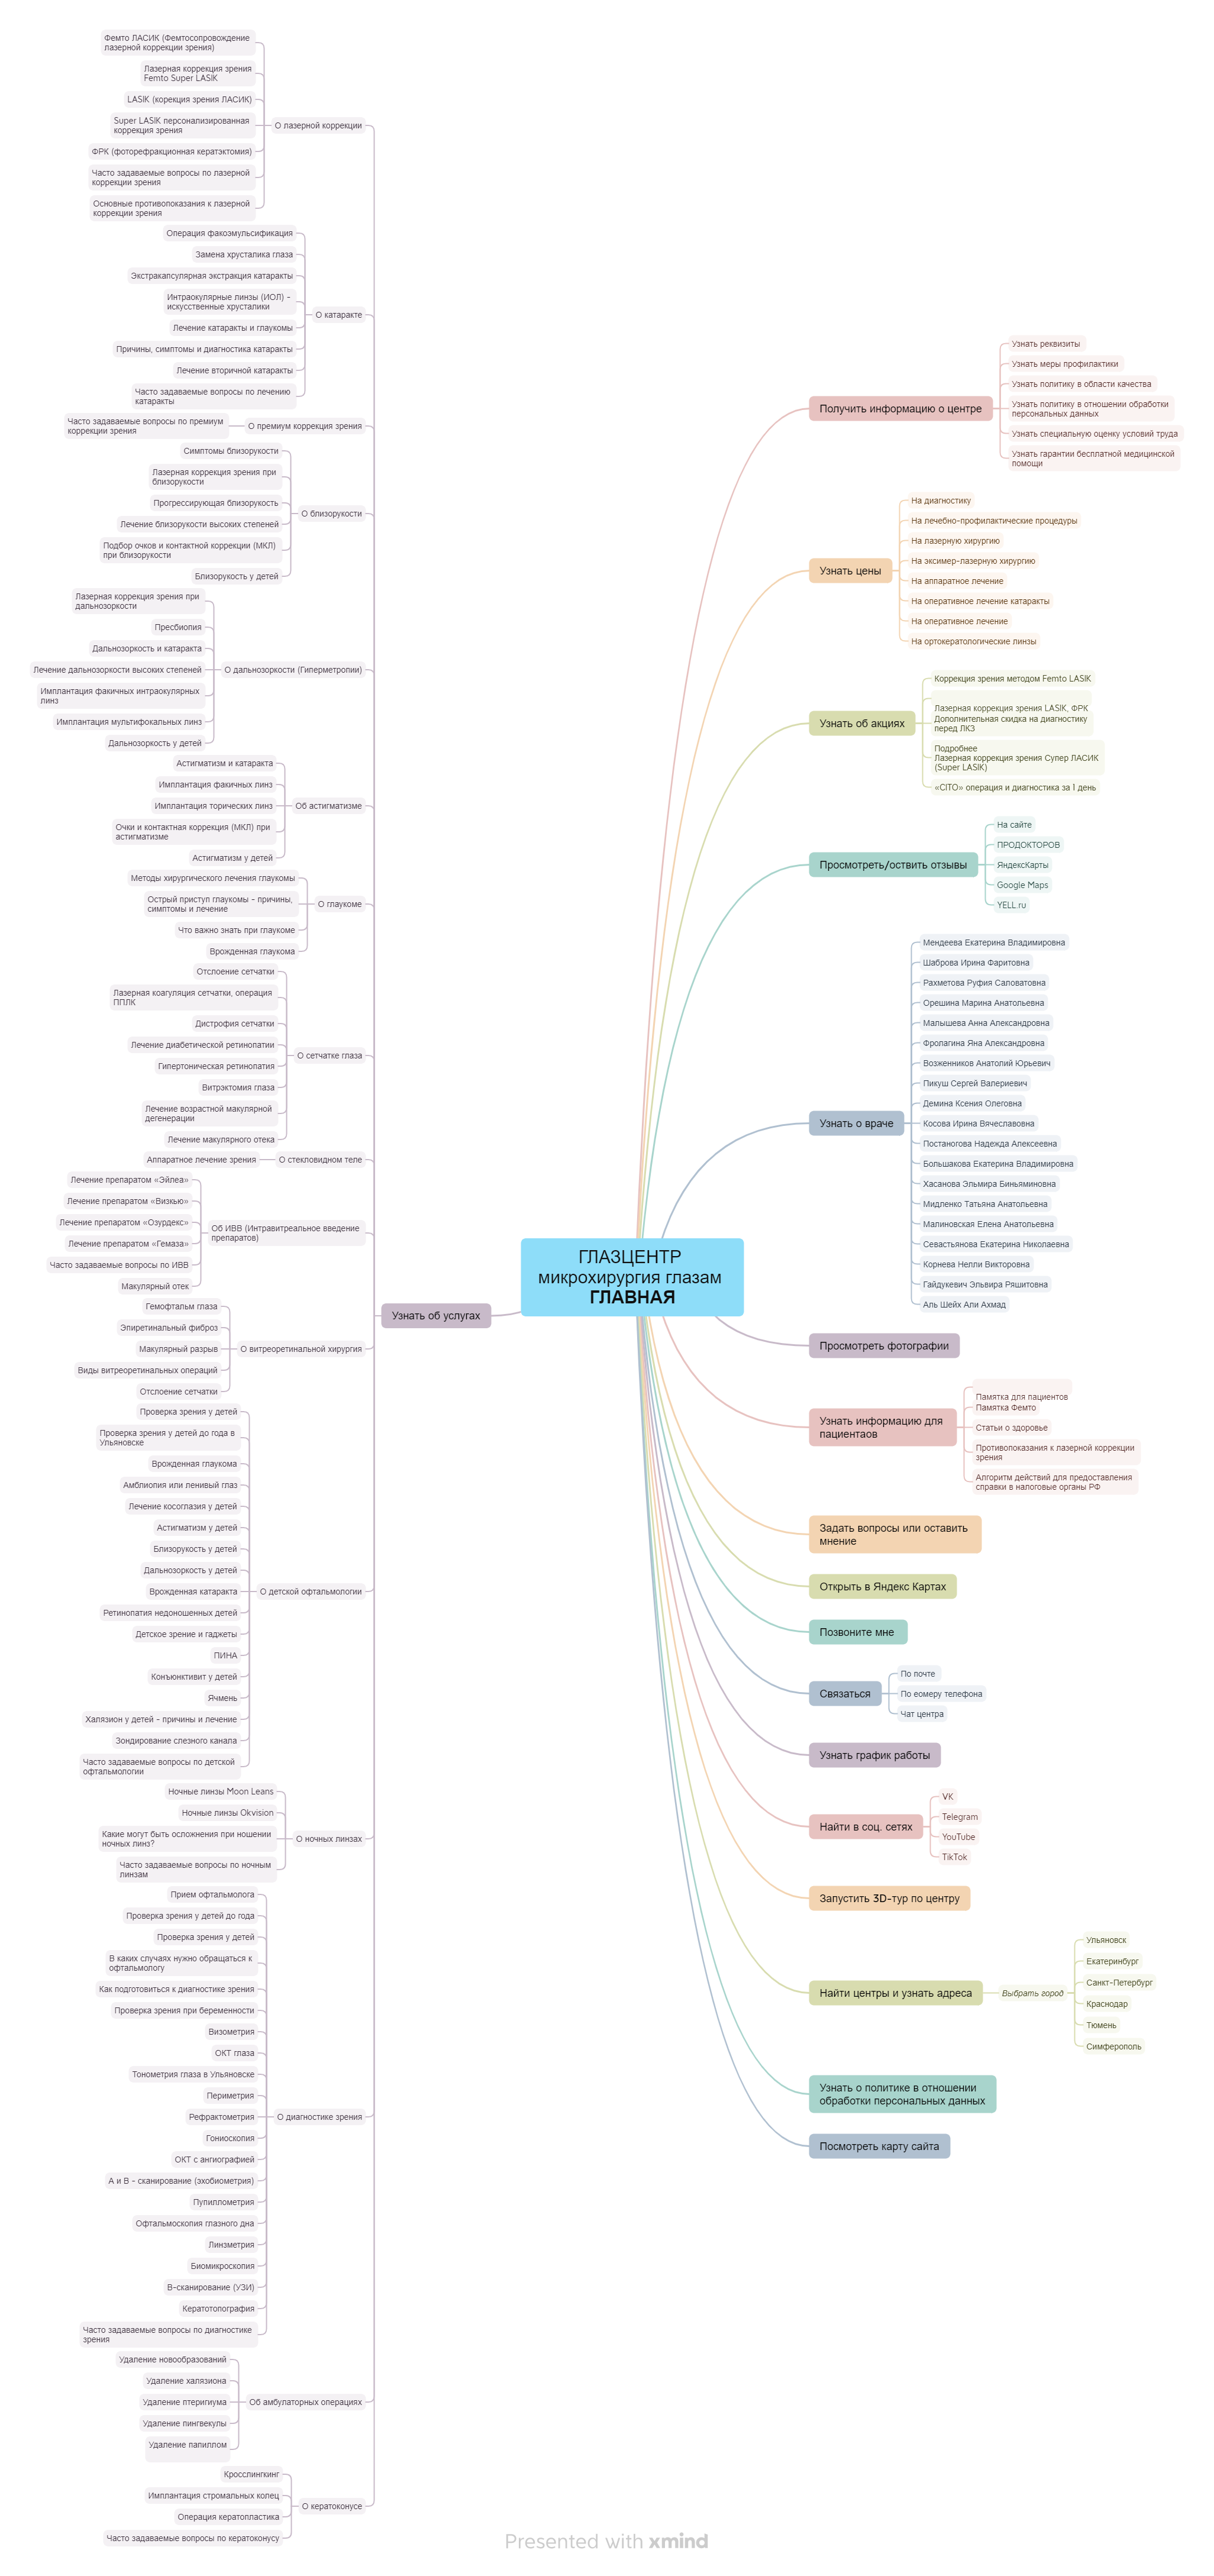 Фемто ЛАСИК (Фемтосопровождение
лазерной коррекции зрения)
Лазерная коррекция зрения
Femto Super LASIK
LASIK (корекция зрения ЛАСИК)
Super LASIK персонализированная
коррекция зрения
ФРК (фоторефракционная кератэктомия)
Часто задаваемые вопросы по лазерной
коррекции зрения
Основные противопоказания к лазерной
коррекции зрения
О лазерной коррекции
Операция факоэмульсификация
Замена хрусталика глаза
Экстракапсулярная экстракция катаракты
Интраокулярные линзы (ИОЛ) -
искусственные хрусталики
Лечение катаракты и глаукомы
Причины, симптомы и диагностика катаракты
Лечение вторичной катаракты
Часто задаваемые вопросы по лечению
катаракты
О катаракте
Часто задаваемые вопросы по премиум
коррекции зрения
О премиум коррекция зрения
Симптомы близорукости
Лазерная коррекция зрения при
близорукости
Прогрессирующая близорукость
Лечение близорукости высоких степеней
Подбор очков и контактной коррекции (МКЛ)
при близорукости
Близорукость у детей
О близорукости
Лазерная коррекция зрения при
дальнозоркости
Пресбиопия
Дальнозоркость и катаракта
Лечение дальнозоркости высоких степеней
Имплантация факичных интраокулярных
линз
Имплантация мультифокальных линз
Дальнозоркость у детей
О дальнозоркости (Гиперметропии)
Астигматизм и катаракта
Имплантация факичных линз
Имплантация торических линз
Очки и контактная коррекция (МКЛ) при
астигматизме
Астигматизм у детей
Об астигматизме
Методы хирургического лечения глаукомы
Острый приступ глаукомы - причины,
симптомы и лечение
Что важно знать при глаукоме
Врожденная глаукома
О глаукоме
Отслоение сетчатки
Лазерная коагуляция сетчатки, операция
ППЛК
Дистрофия сетчатки
Лечение диабетической ретинопатии
Гипертоническая ретинопатия
Витрэктомия глаза
Лечение возрастной макулярной
дегенерации
Лечение макулярного отека
О сетчатке глаза
Аппаратное лечение зрения
О стекловидном теле
Лечение препаратом «Эйлеа»
Лечение препаратом «Визкью»
Лечение препаратом «Озурдекс»
Лечение препаратом «Гемаза»
Часто задаваемые вопросы по ИВВ
Макулярный отек
Об ИВВ (Интравитреальное введение
препаратов)
Гемофтальм глаза
Эпиретинальный фиброз
Макулярный разрыв
Виды витреоретинальных операций
Отслоение сетчатки
О витреоретинальной хирургия
Проверка зрения у детей
Проверка зрения у детей до года в
Ульяновске
Врожденная глаукома
Амблиопия или ленивый глаз
Лечение косоглазия у детей
Астигматизм у детей
Близорукость у детей
Дальнозоркость у детей
Врожденная катаракта
Ретинопатия недоношенных детей
Детское зрение и гаджеты
ПИНА
Конъюнктивит у детей
Ячмень
Халязион у детей - причины и лечение
Зондирование слезного канала
Часто задаваемые вопросы по детской
офтальмологии
О детской офтальмологии
Ночные линзы Moon Leans
Ночные линзы Okvision
Какие могут быть осложнения при ношении
ночных линз?
Часто задаваемые вопросы по ночным
линзам
О ночных линзах
Прием офтальмолога
Проверка зрения у детей до года
Проверка зрения у детей
В каких случаях нужно обращаться к
офтальмологу
Как подготовиться к диагностике зрения
Проверка зрения при беременности
Визометрия
ОКТ глаза
Тонометрия глаза в Ульяновске
Периметрия
Рефрактометрия
Гониоскопия
ОКТ с ангиографией
А и В - сканирование (эхобиометрия)
Пупиллометрия
Офтальмоскопия глазного дна
Линзметрия
Биомикроскопия
В-сканирование (УЗИ)
Кератотопография
Часто задаваемые вопросы по диагностике
зрения
О диагностике зрения
Удаление новообразований
Удаление халязиона
Удаление птеригиума
Удаление пингвекулы
Удаление папиллом
Об амбулаторных операциях
Кросслингкинг
Имплантация стромальных колец
Операция кератопластика
Часто задаваемые вопросы по кератоконусу
О кератоконусе
Узнать об услугах
ГЛАЗЦЕНТР
микрохирургия глазам
ГЛАВНАЯ
Получить информацию о центре
Узнать реквизиты
Узнать меры профилактики
Узнать политику в области качества
Узнать политику в отношении обработки
персональных данных
Узнать специальную оценку условий труда
Узнать гарантии бесплатной медицинской
помощи
Узнать цены
На диагностику
На лечебно-профилактические процедуры
На лазерную хирургию
На эксимер-лазерную хирургию
На аппаратное лечение
На оперативное лечение катаракты
На оперативное лечение
На ортокератологические линзы
Узнать об акциях
Коррекция зрения методом Femto LASIK
Лазерная коррекция зрения LASIK, ФРК
Дополнительная скидка на диагностику
перед ЛКЗ
Подробнее
Лазерная коррекция зрения Супер ЛАСИК
(Super LASIK)
«CITO» операция и диагностика за 1 день
Просмотреть/оствить отзывы
На сайте
ПРОДОКТОРОВ
ЯндексКарты
Google Maps
YELL.ru
Узнать о враче
Мендеева Екатерина Владимировна
Шаброва Ирина Фаритовна
Рахметова Руфия Саловатовна
Орешина Марина Анатольевна
Малышева Анна Александровна
Фролагина Яна Александровна
Возженников Анатолий Юрьевич
Пикуш Сергей Валериевич
Демина Ксения Олеговна
Косова Ирина Вячеславовна
Постаногова Надежда Алексеевна
Большакова Екатерина Владимировна
Хасанова Эльмира Биньяминовна
Мидленко Татьяна Анатольевна
Малиновская Елена Анатольевна
Севастьянова Екатерина Николаевна
Корнева Нелли Викторовна
Гайдукевич Эльвира Ряшитовна
Аль Шейх Али Ахмад
Просмотреть фотографии
Узнать информацию для
пациентаов
Памятка для пациентов
Памятка Фемто
Статьи о здоровье
Противопоказания к лазерной коррекции
зрения
Алгоритм действий для предоставления
справки в налоговые органы РФ
Задать вопросы или оставить
мнение
Открыть в Яндекс Картах
Позвоните мне
Связаться
По почте
По еомеру телефона
Чат центра
Узнать график работы
Найти в соц. сетях
VK
Telegram
YouTube
TikTok
Запустить 3D-тур по центру
Найти центры и узнать адреса
Выбрать город
Ульяновск
Екатеринбург
Санкт-Петербург
Краснодар
Тюмень
Симферополь
Узнать о политике в отношении
обработки персональных данных
Посмотреть карту сайта
Presented with xmind